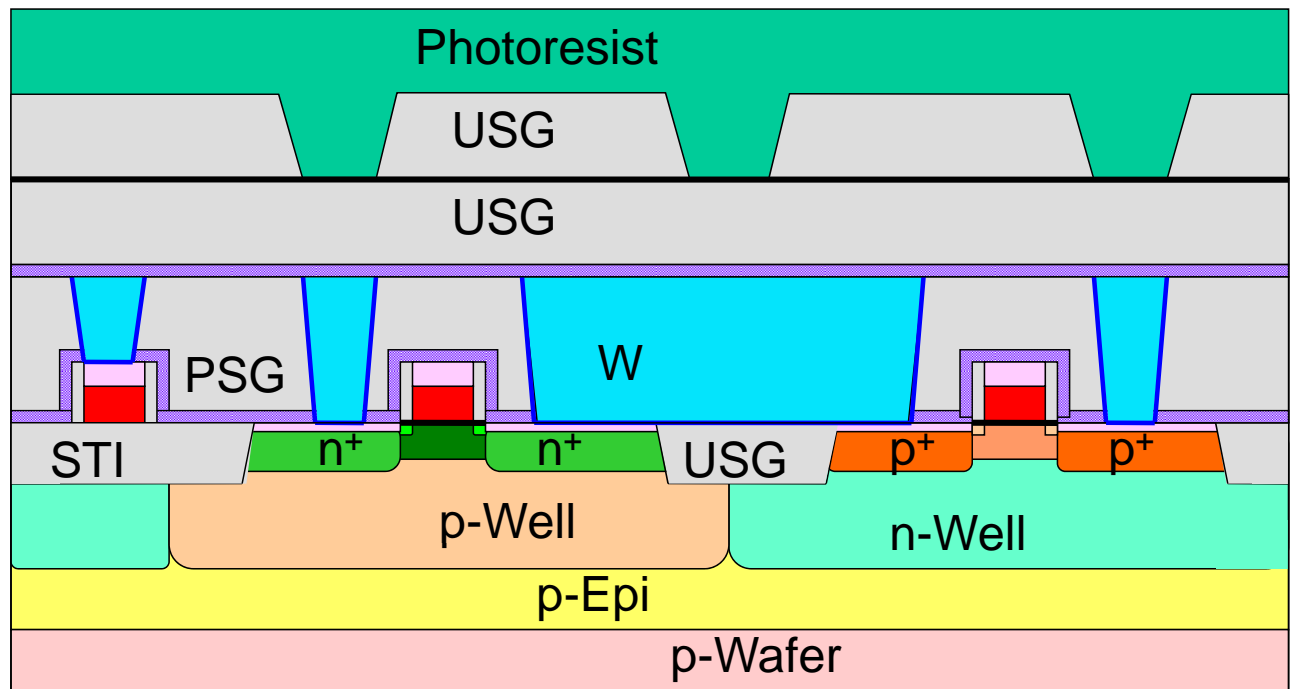 Photoresist
USG
USG
PSG
W
STI
n+
n+
USG
p+
p+
p-Well
n-Well
p-Epi
p-Wafer